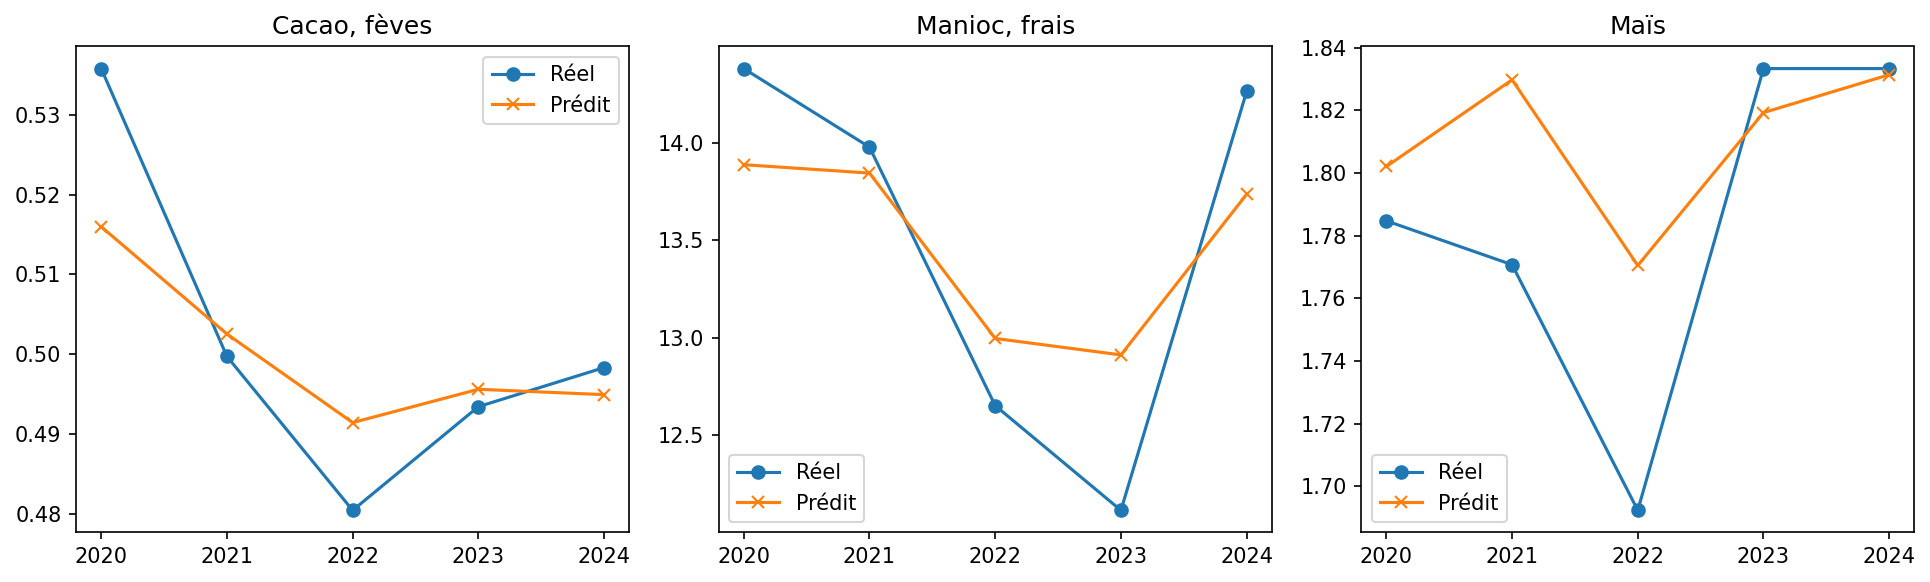 Cacao, fèves
Réel
Prédit
0.53
0.52
0.51
0.50
0.49
0.48
2020 2021 2022 2023 2024
Manioc, frais
14.0
13.5
13.0
12.5
Réel
Prédit
2020 2021 2022 2023 2024
Maïs
1.84
1.82
1.80
1.78
1.76
1.74
1.72
1.70
Réel
Prédit
2020 2021 2022 2023 2024